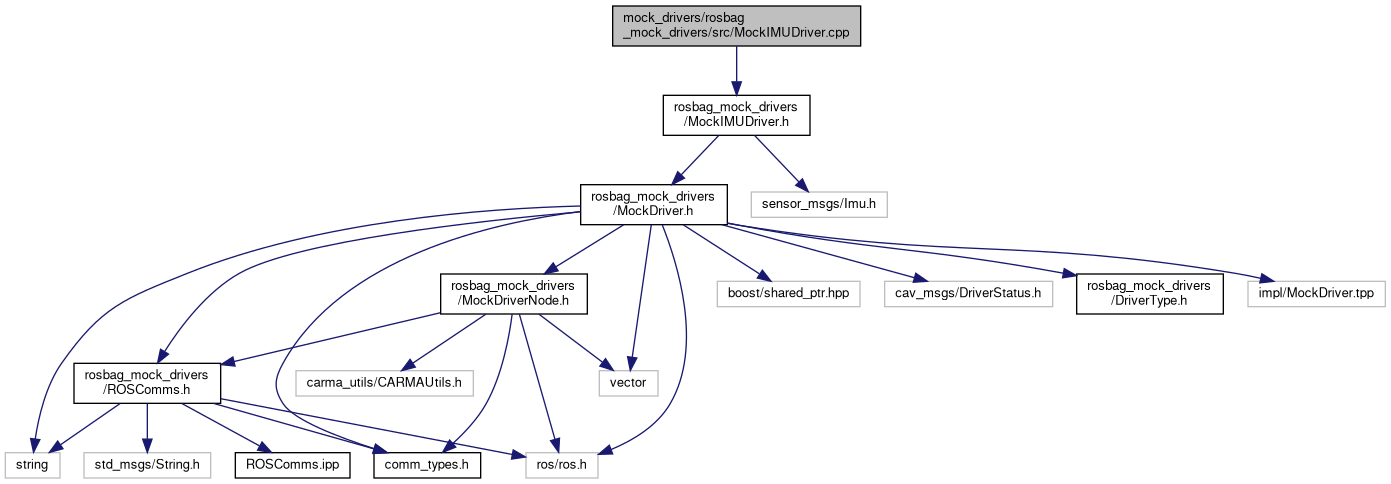 mock_drivers/rosbag
_mock_drivers/src/MockIMUDriver.cpp
rosbag_mock_drivers
/MockIMUDriver.h
rosbag_mock_drivers
/MockDriver.h
sensor_msgs/Imu.h
rosbag_mock_drivers
/MockDriverNode.h
boost/shared_ptr.hpp
cav_msgs/DriverStatus.h
rosbag_mock_drivers
/DriverType.h
impl/MockDriver.tpp
rosbag_mock_drivers
/ROSComms.h
carma_utils/CARMAUtils.h
vector
string
std_msgs/String.h
ROSComms.ipp
comm_types.h
ros/ros.h